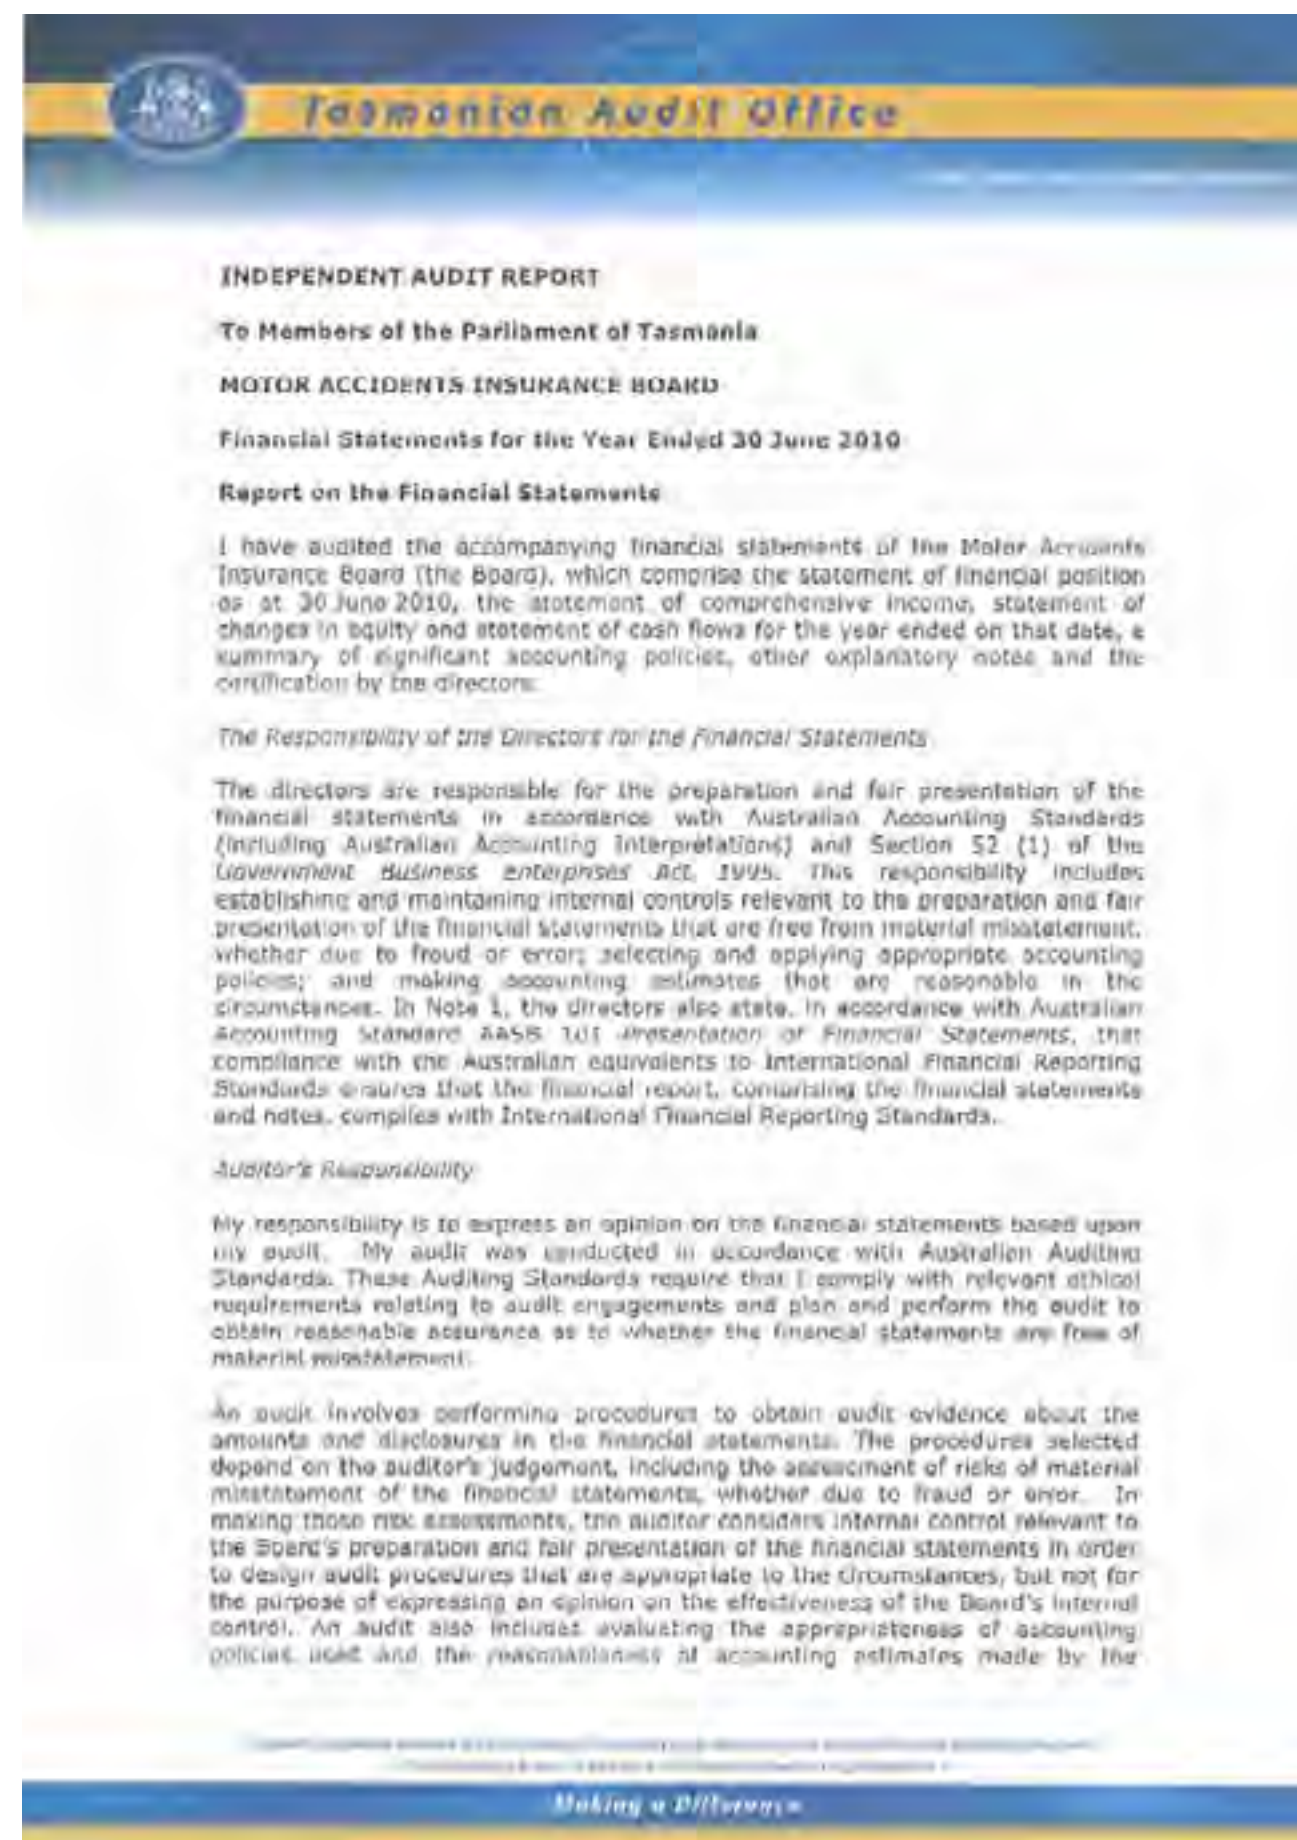 Tasmanian Audit Office
INDEPENDENT AUDIT REPORT
To Members of the Parliament of Tasmania
MOTOR ACCIDENTS INSURANCE BOARD
Financial Statements for the Year Ended 30 June 2010
Report on the Financial Statements
I have audited the accompanying financial statements of the Motor Accidents
Insurance Board (the Board), which comprise the statement of financial position
as at 30 June 2010, the statement of comprehensive income, statement of
changes in equity and statement of cash flows for the year ended on that date, a
summary of significant accounting policies, other explanatory notes and the
certification by the directors.
The Responsibility of the Directors for the Financial Statements
The directors are responsible for the preparation and fair presentation of the
financial statements in accordance with Australian Accounting Standards
(including Australian Accounting Interpretations) and Section 52 (1) of the
Government Business Enterprises Act 1995. This responsibility includes
establishing and maintaining internal controls relevant to the preparation and fair
presentation of the financial statements that are free from material misstatement,
whether due to fraud or error; selecting and applying appropriate accounting
policies; and making accounting estimates that are reasonable in the
circumstances. In Note 1, the directors also state, in accordance with Australian
Accounting Standard AASB 101 Presentation of Financial Statements, that
compliance with the Australian equivalents to International Financial Reporting
Standards ensures that the financial report, comprising the financial statements
and notes, complies with International Financial Reporting Standards.
Auditor's Responsibility
My responsibility is to express an opinion on the financial statements based upon
my audit. My audit was conducted in accordance with Australian Auditing
Standards. These Auditing Standards require that I comply with relevant ethical
requirements relating to audit engagements and plan and perform the audit to
obtain reasonable assurance as to whether the financial statements are free of
material misstatement.
An audit involves performing procedures to obtain audit evidence about the
amounts and disclosures in the financial statements. The procedures selected
depend on the auditor's judgement, including the assessment of risks of material
misstatement of the financial statements, whether due to fraud or error. In
making those risk assessments, the auditor considers internal control relevant to
the Board's preparation and fair presentation of the financial statements in order
to design audit procedures that are appropriate to the circumstances, but not for
the purpose of expressing an opinion on the effectiveness of the Board's internal
control. An audit also includes evaluating the appropriateness of accounting
policies used and the reasonableness of accounting estimates made by the
Making a Difference